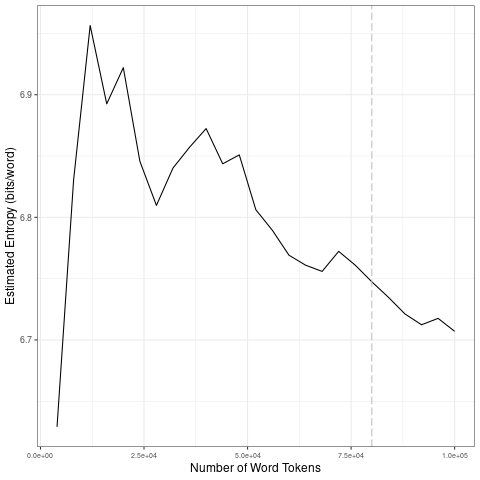 Estimated Entropy (bits/word)
6.9
6.8
6.7
0.0e+00 2.5e+04 5.0e+04 7.5e+04 1.0e+05
Number of Word Tokens